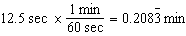 12.5 sec × 1 min / 60 sec = 0.2083̅ min